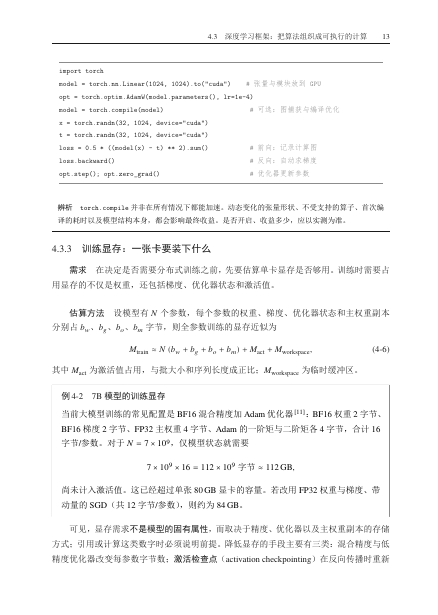 4.3 深度学习框架：把算法组织成可执行的计算 13
import torch
model = torch.nn.Linear(1024, 1024).to("cuda") # 张量与模块放到 GPU
opt = torch.optim.AdamW(model.parameters(), lr=1e-4)
model = torch.compile(model) # 可选：图捕获与编译优化
x = torch.randn(32, 1024, device="cuda")
t = torch.randn(32, 1024, device="cuda")
loss = 0.5 * ((model(x) - t) ** 2).sum() # 前向：记录计算图
loss.backward() # 反向：自动求梯度
opt.step(); opt.zero_grad() # 优化器更新参数
辨析 torch.compile 并非在所有情况下都能加速。动态变化的张量形状、不受支持的算子、首次编
译的耗时以及模型结构本身，都会影响最终收益。是否开启、收益多少，应以实测为准。
4.3.3 训练显存：一张卡要装下什么
需求 在决定是否需要分布式训练之前，先要估算单卡显存是否够用。训练时需要占
用显存的不仅是权重，还包括梯度、优化器状态和激活值。
估算方法 设模型有 N 个参数，每个参数的权重、梯度、优化器状态和主权重副本
分别占 b_w、b_g、b_o、b_m 字节，则全参数训练的显存近似为
M_train ≃ N (b_w + b_g + b_o + b_m) + M_act + M_workspace, (4-6)
其中 M_act 为激活值占用，与批大小和序列长度成正比；M_workspace 为临时缓冲区。
例 4-2 7B 模型的训练显存
当前大模型训练的常见配置是 BF16 混合精度加 Adam 优化器[11]：BF16 权重 2 字节、
BF16 梯度 2 字节、FP32 主权重 4 字节、Adam 的一阶矩与二阶矩各 4 字节，合计 16
字节/参数。对于 N = 7 × 10⁹，仅模型状态就需要
7 × 10⁹ × 16 = 112 × 10⁹ 字节 ≃ 112 GB,
尚未计入激活值。这已经超过单张 80 GB 显卡的容量。若改用 FP32 权重与梯度、带
动量的 SGD（共 12 字节/参数），则约为 84 GB。
可见，显存需求不是模型的固有属性，而取决于精度、优化器以及主权重副本的存储
方式；引用或计算这类数字时必须说明前提。降低显存的手段主要有三类：混合精度与低
精度优化器改变每参数字节数；激活检查点（activation checkpointing）在反向传播时重新